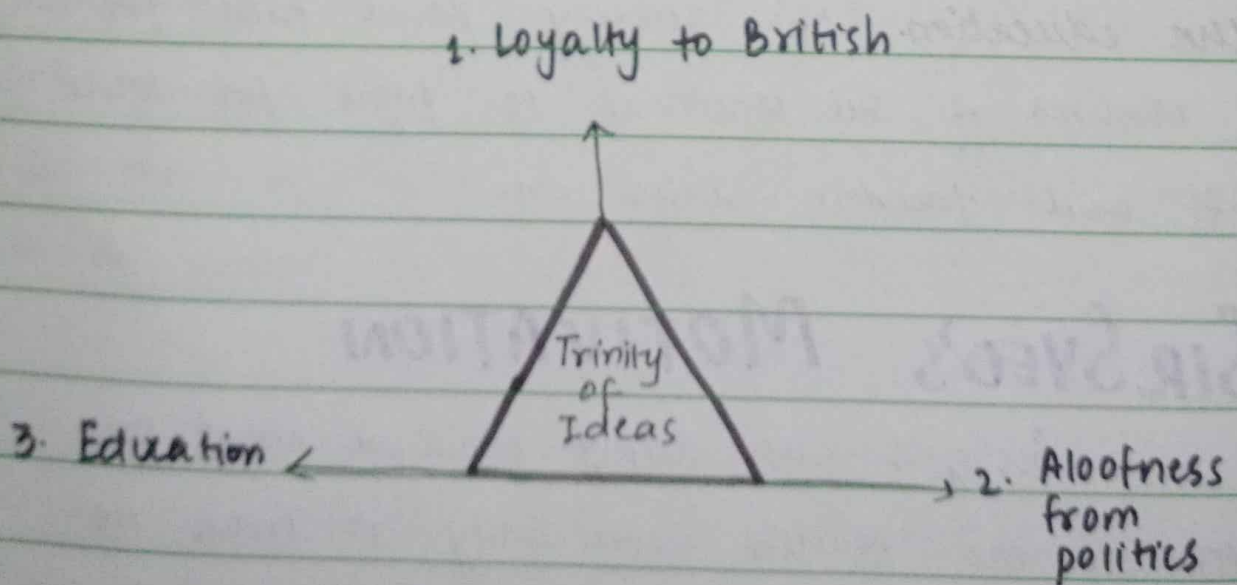 1. Loyalty to British
Trinity
of
Ideas
3. Education
2. Aloofness
from
politics